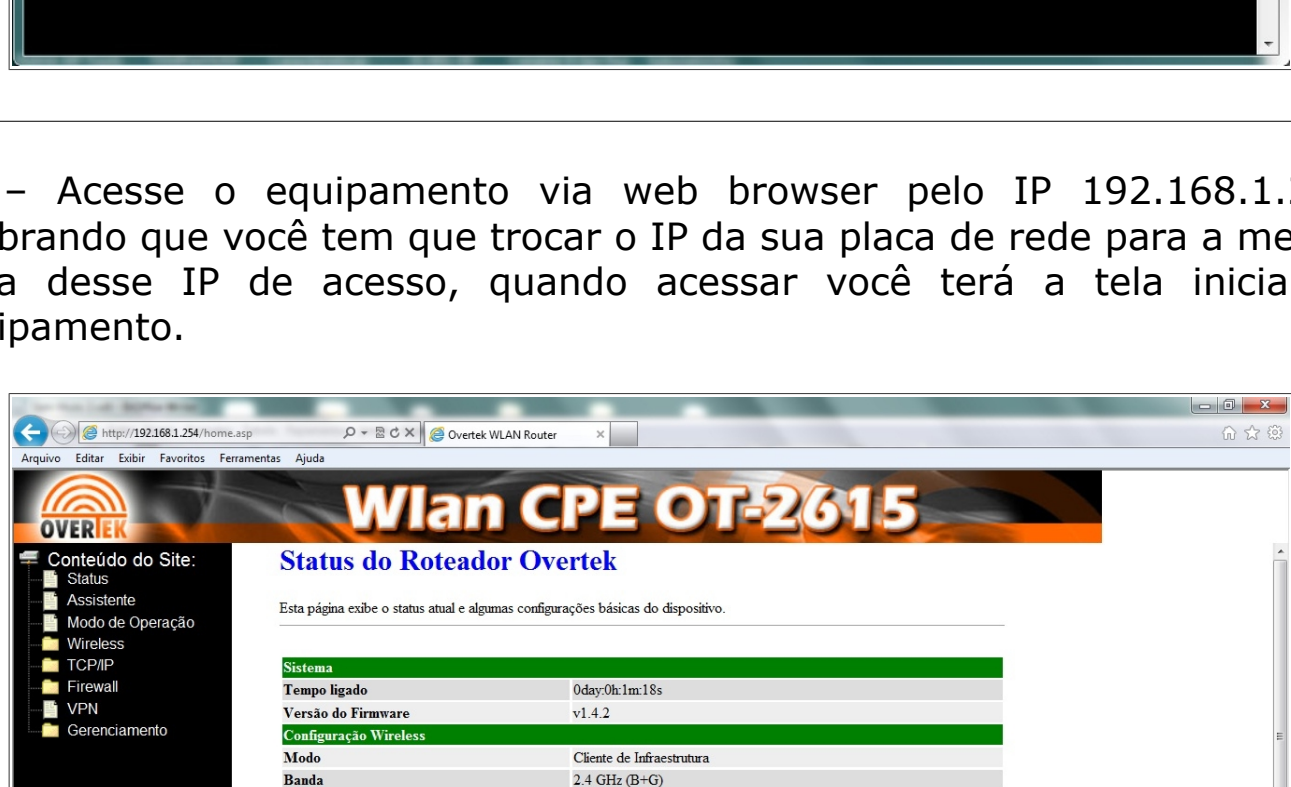 – Acesse o equipamento via web browser pelo IP 192.168.1.
brando que você tem que trocar o IP da sua placa de rede para a me
a desse IP de acesso, quando acessar você terá a tela inicia
ipamento.
http://192.168.1.254/home.asp
Overtek WLAN Router
Arquivo Editar Exibir Favoritos Ferramentas Ajuda
OVERTEK
Wlan CPE OT-2615
Conteúdo do Site:
Status
Assistente
Modo de Operação
Wireless
TCP/IP
Firewall
VPN
Gerenciamento
Status do Roteador Overtek
Esta página exibe o status atual e algumas configurações básicas do dispositivo.
Sistema
Tempo ligado 0day:0h:1m:18s
Versão do Firmware v1.4.2
Configuração Wireless
Modo Cliente de Infraestrutura
Banda 2.4 GHz (B+G)